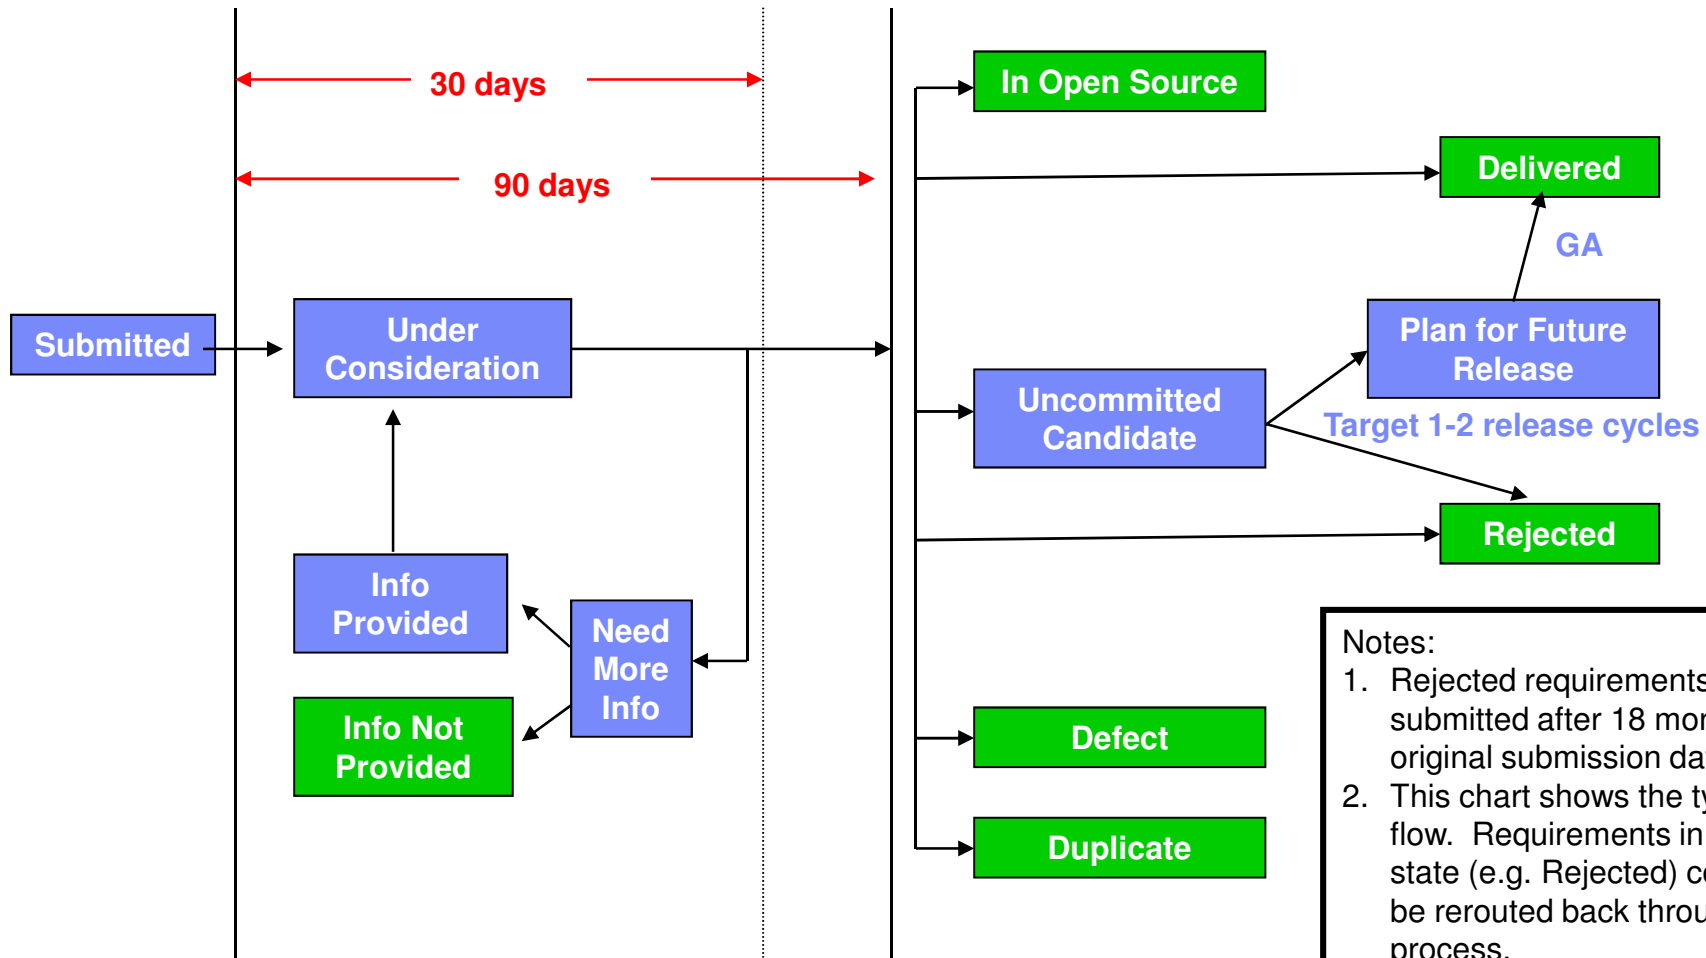 30 days
90 days
Submitted
Under
Consideration
Info
Provided
Need
More
Info
Info Not
Provided
In Open Source
Delivered
GA
Plan for Future
Release
Uncommitted
Candidate
Target 1-2 release cycles
Rejected
Defect
Duplicate
Notes:
1. Rejected requirements
submitted after 18
original submission
2. This chart shows the
flow. Requirements in
state (e.g. Rejected)
be rerouted back
process.